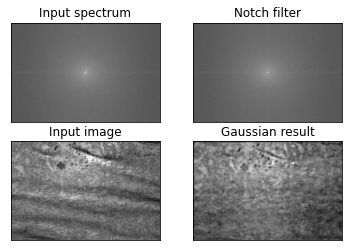 Input spectrum
Notch filter
Input image
Gaussian result